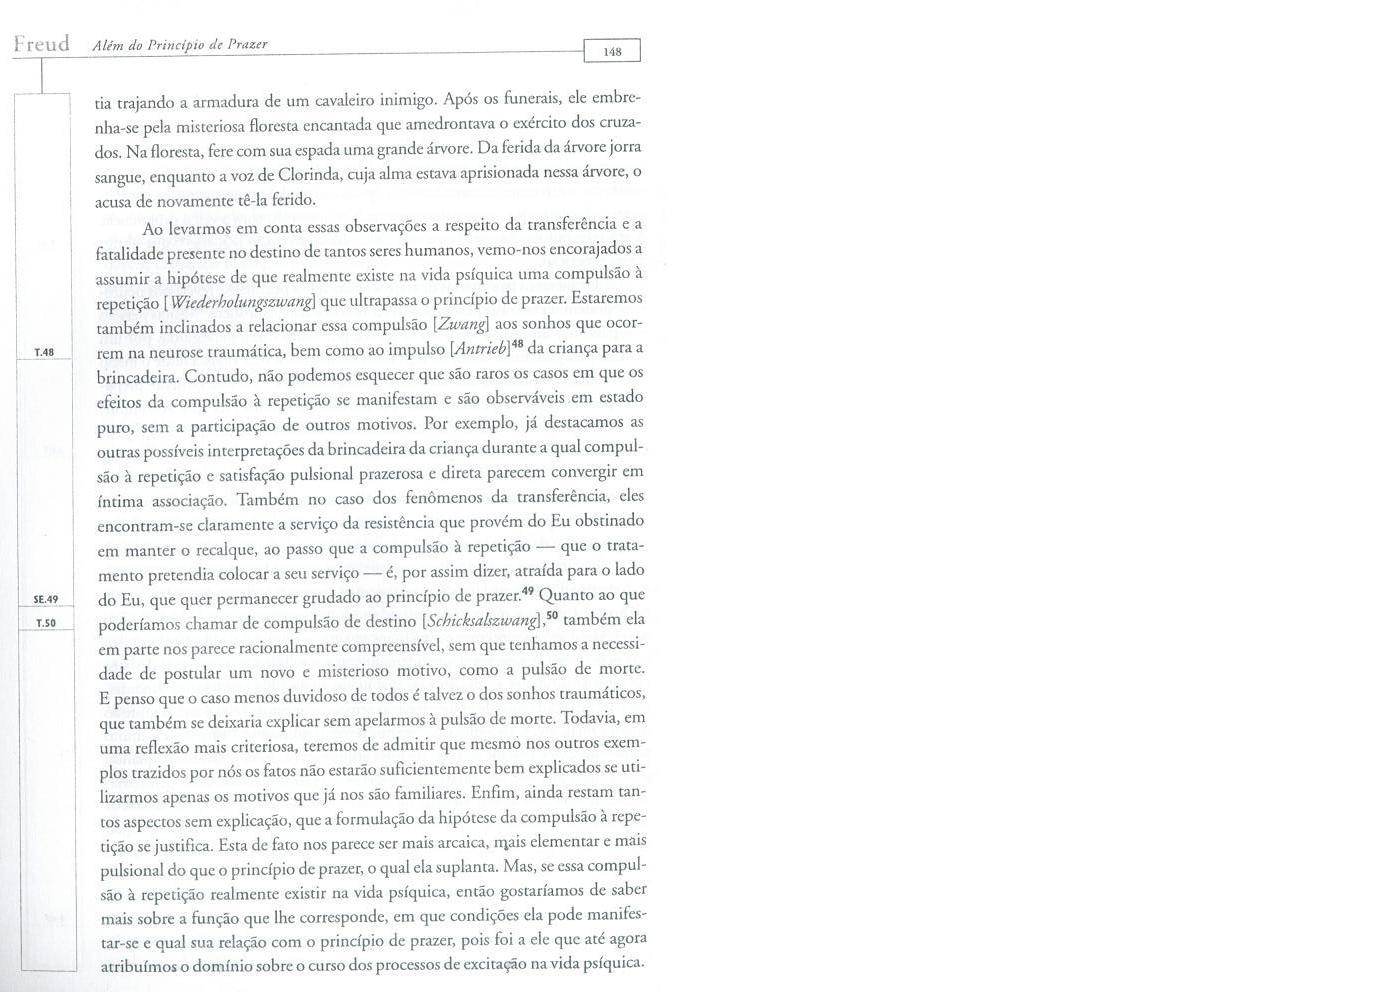 Freud Além do Princípio de Prazer 148
tia trajando a armadura de um cavaleiro inimigo. Após os funerais, ele embre-
nha-se pela misteriosa floresta encantada que amedrontava o exército dos cruza-
dos. Na floresta, fere com sua espada uma grande árvore. Da ferida da árvore jorra
sangue, enquanto a voz de Clorinda, cuja alma estava aprisionada nessa árvore, o
acusa de novamente tê-la ferido.
Ao levarmos em conta essas observações a respeito da transferência e a
fatalidade presente no destino de tantos seres humanos, vemo-nos encorajados a
assumir a hipótese de que realmente existe na vida psíquica uma compulsão à
repetição [Wiederholungszwang] que ultrapassa o princípio de prazer. Estaremos
também inclinados a relacionar essa compulsão [Zwang] aos sonhos que ocor-
T.48 rem na neurose traumática, bem como ao impulso [Antrieb]48 da criança para a
brincadeira. Contudo, não podemos esquecer que são raros os casos em que os
efeitos da compulsão à repetição se manifestam e são observáveis em estado
puro, sem a participação de outros motivos. Por exemplo, já destacamos as
outras possíveis interpretações da brincadeira da criança durante a qual compul-
são à repetição e satisfação pulsional prazerosa e direta parecem convergir em
íntima associação. Também no caso dos fenômenos da transferência, eles
encontram-se claramente a serviço da resistência que provém do Eu obstinado
em manter o recalque, ao passo que a compulsão à repetição — que o trata-
mento pretendia colocar a seu serviço — é, por assim dizer, atraída para o lado
SE.49 do Eu, que quer permanecer grudado ao princípio de prazer.49 Quanto ao que
T.50 poderíamos chamar de compulsão de destino [Schicksalszwang],50 também ela
em parte nos parece racionalmente compreensível, sem que tenhamos a necessi-
dade de postular um novo e misterioso motivo, como a pulsão de morte.
E penso que o caso menos duvidoso de todos é talvez o dos sonhos traumáticos,
que também se deixaria explicar sem apelarmos à pulsão de morte. Todavia, em
uma reflexão mais criteriosa, teremos de admitir que mesmo nos outros exem-
plos trazidos por nós os fatos não estarão suficientemente bem explicados se uti-
lizarmos apenas os motivos que já nos são familiares. Enfim, ainda restam tan-
tos aspectos sem explicação, que a formulação da hipótese da compulsão à repe-
tição se justifica. Esta de fato nos parece ser mais arcaica, mais elementar e mais
pulsional do que o princípio de prazer, o qual ela suplanta. Mas, se essa compul-
são à repetição realmente existir na vida psíquica, então gostaríamos de saber
mais sobre a função que lhe corresponde, em que condições ela pode manifes-
tar-se e qual sua relação com o princípio de prazer, pois foi a ele que até agora
atribuímos o domínio sobre o curso dos processos de excitação na vida psíquica.